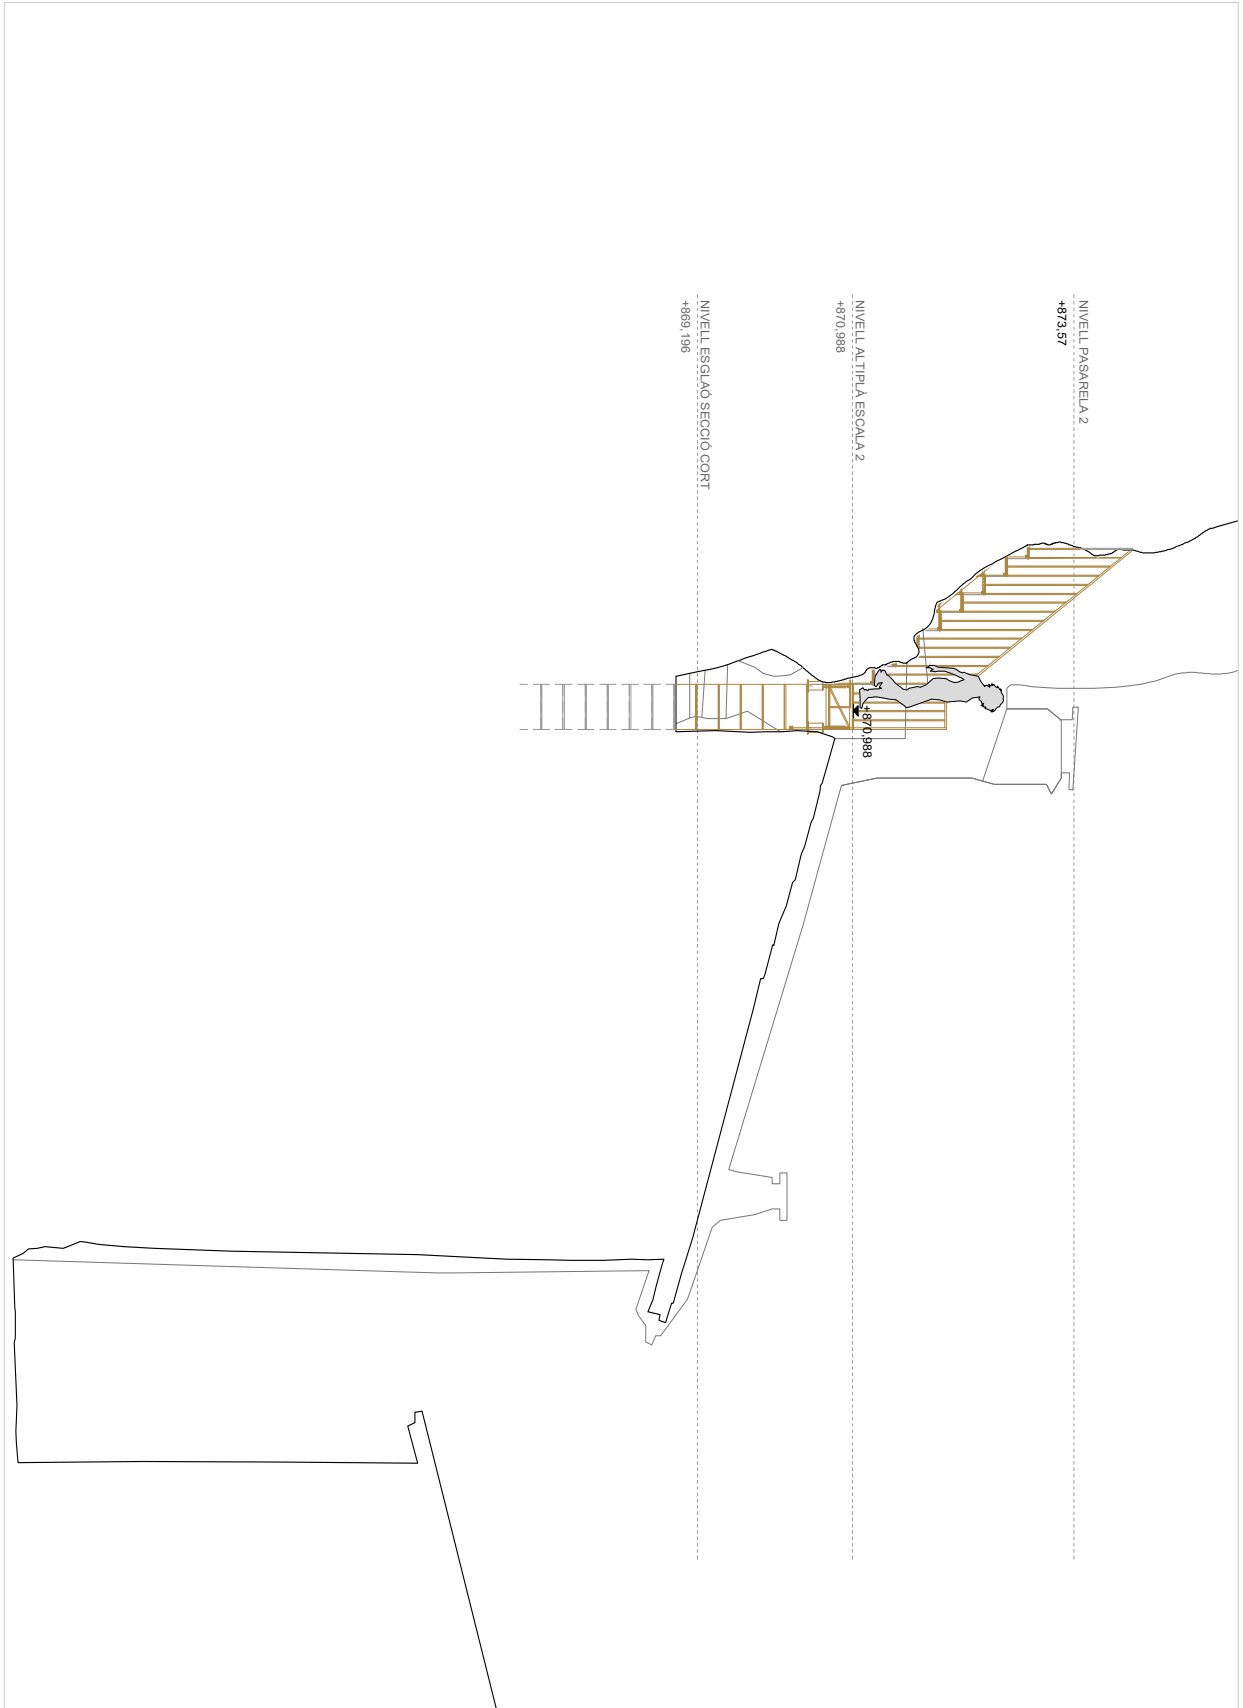 NIVELL PASARELA 2
+873,57
NIVELL ALTIPLÀ ESCALA 2
+870,988
+870,988
NIVELL ESGLAÓ SECCIÓ CORT
+869,196